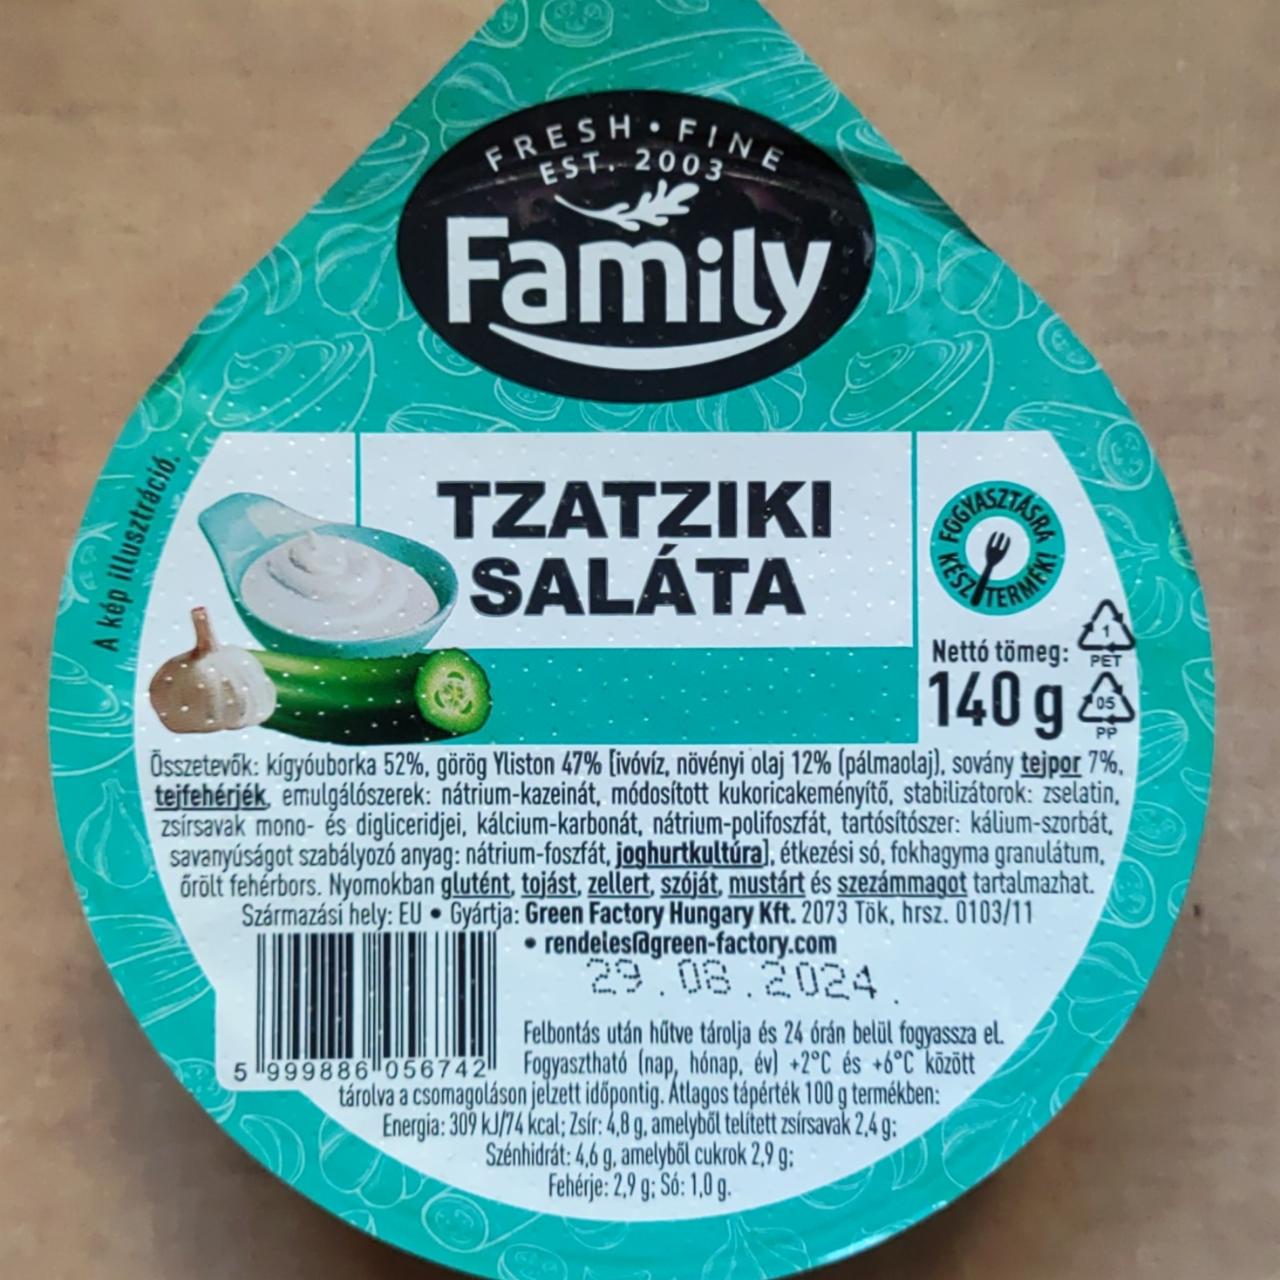 FRESH • FINE
EST. 2003
Family
A kép illusztráció.
TZATZIKI
SALÁTA
FOGYASZTÁSRA
KÉSZ TERMÉK!
Nettó tömeg:
140 g
1
PET
05
PP
Összetevők: kígyóuborka 52%, görög Yliston 47% [ivóvíz, növényi olaj 12% (pálmaolaj), sovány tejpor 7%,
tejfehérjék, emulgálószerek: nátrium-kazeinát, módosított kukoricakeményítő, stabilizátorok: zselatin,
zsírsavak mono- és digliceridjei, kálcium-karbonát, nátrium-polifoszfát, tartósítószer: kálium-szorbát,
savanyúságot szabályozó anyag: nátrium-foszfát, joghurtkultúra], étkezési só, fokhagyma granulátum,
őrölt fehérbors. Nyomokban glutént, tojást, zellert, szóját, mustárt és szezámmagot tartalmazhat.
Származási hely: EU • Gyártja: Green Factory Hungary Kft. 2073 Tök, hrsz. 0103/11
• rendeles@green-factory.com
29.08.2024.
Felbontás után hűtve tárolja és 24 órán belül fogyassza el.
Fogyasztható (nap, hónap, év) +2°C és +6°C között
5 999886 056742
tárolva a csomagoláson jelzett időpontig. Átlagos tápérték 100 g termékben:
Energia: 309 kJ/74 kcal; Zsír: 4,8 g, amelyből telített zsírsavak 2,4 g;
Szénhidrát: 4,6 g, amelyből cukrok 2,9 g;
Fehérje: 2,9 g; Só: 1,0 g.